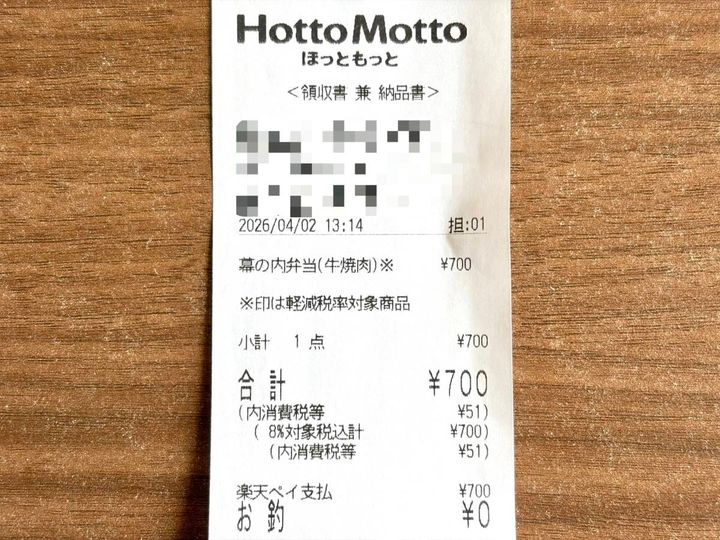 HottoMotto
ほっともっと
＜領収書 兼 納品書＞
2026/04/02 13:14 担:01
幕の内弁当(牛焼肉)※ ¥700
※印は軽減税率対象商品
小計 1 点 ¥700
合計 ¥700
(内消費税等 ¥51)
( 8%対象税込計 ¥700)
(内消費税等 ¥51)
楽天ペイ支払 ¥700
お釣 ¥0